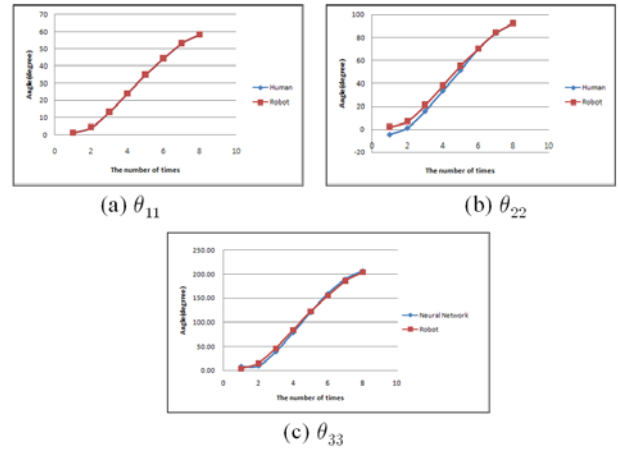 70
60
50
40
30
20
10
0
Angle(degree)
0 2 4 6 8 10
The number of times
Human
Robot
(a) θ11
100
80
60
40
20
0
-20
Angle(degree)
0 2 4 6 8 10
The number of times
Human
Robot
(b) θ22
250.00
200.00
150.00
100.00
50.00
0.00
0 2 4 6 8 10
The number of times
Neural Network
Robot
(c) θ33